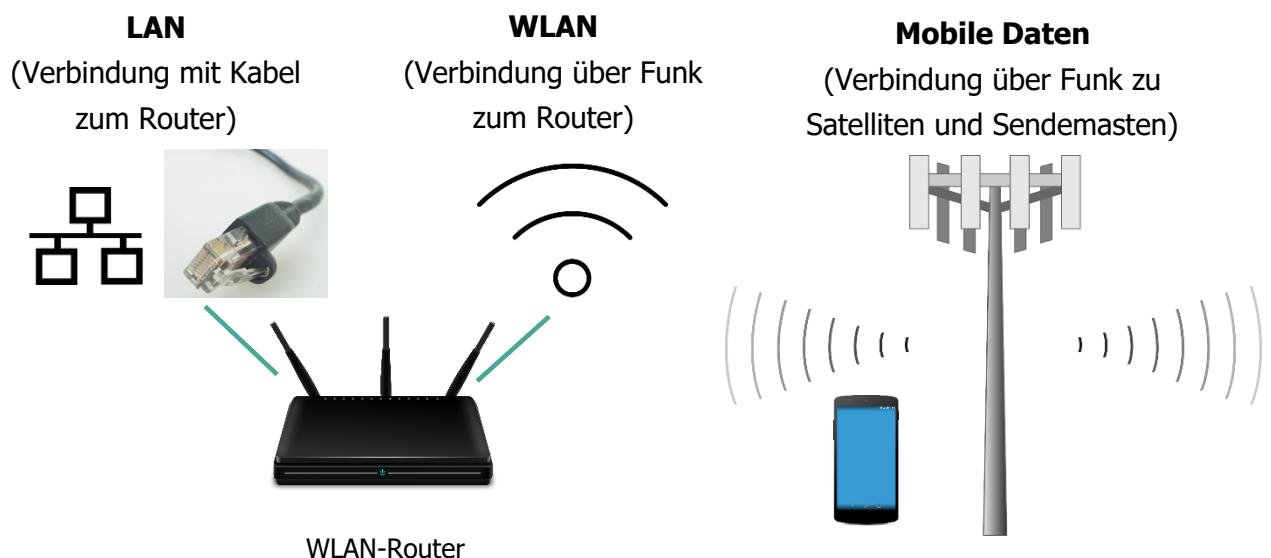 LAN
(Verbindung mit Kabel
zum Router)
WLAN
(Verbindung über Funk
zum Router)
Mobile Daten
(Verbindung über Funk zu
Satelliten und Sendemasten)
WLAN-Router